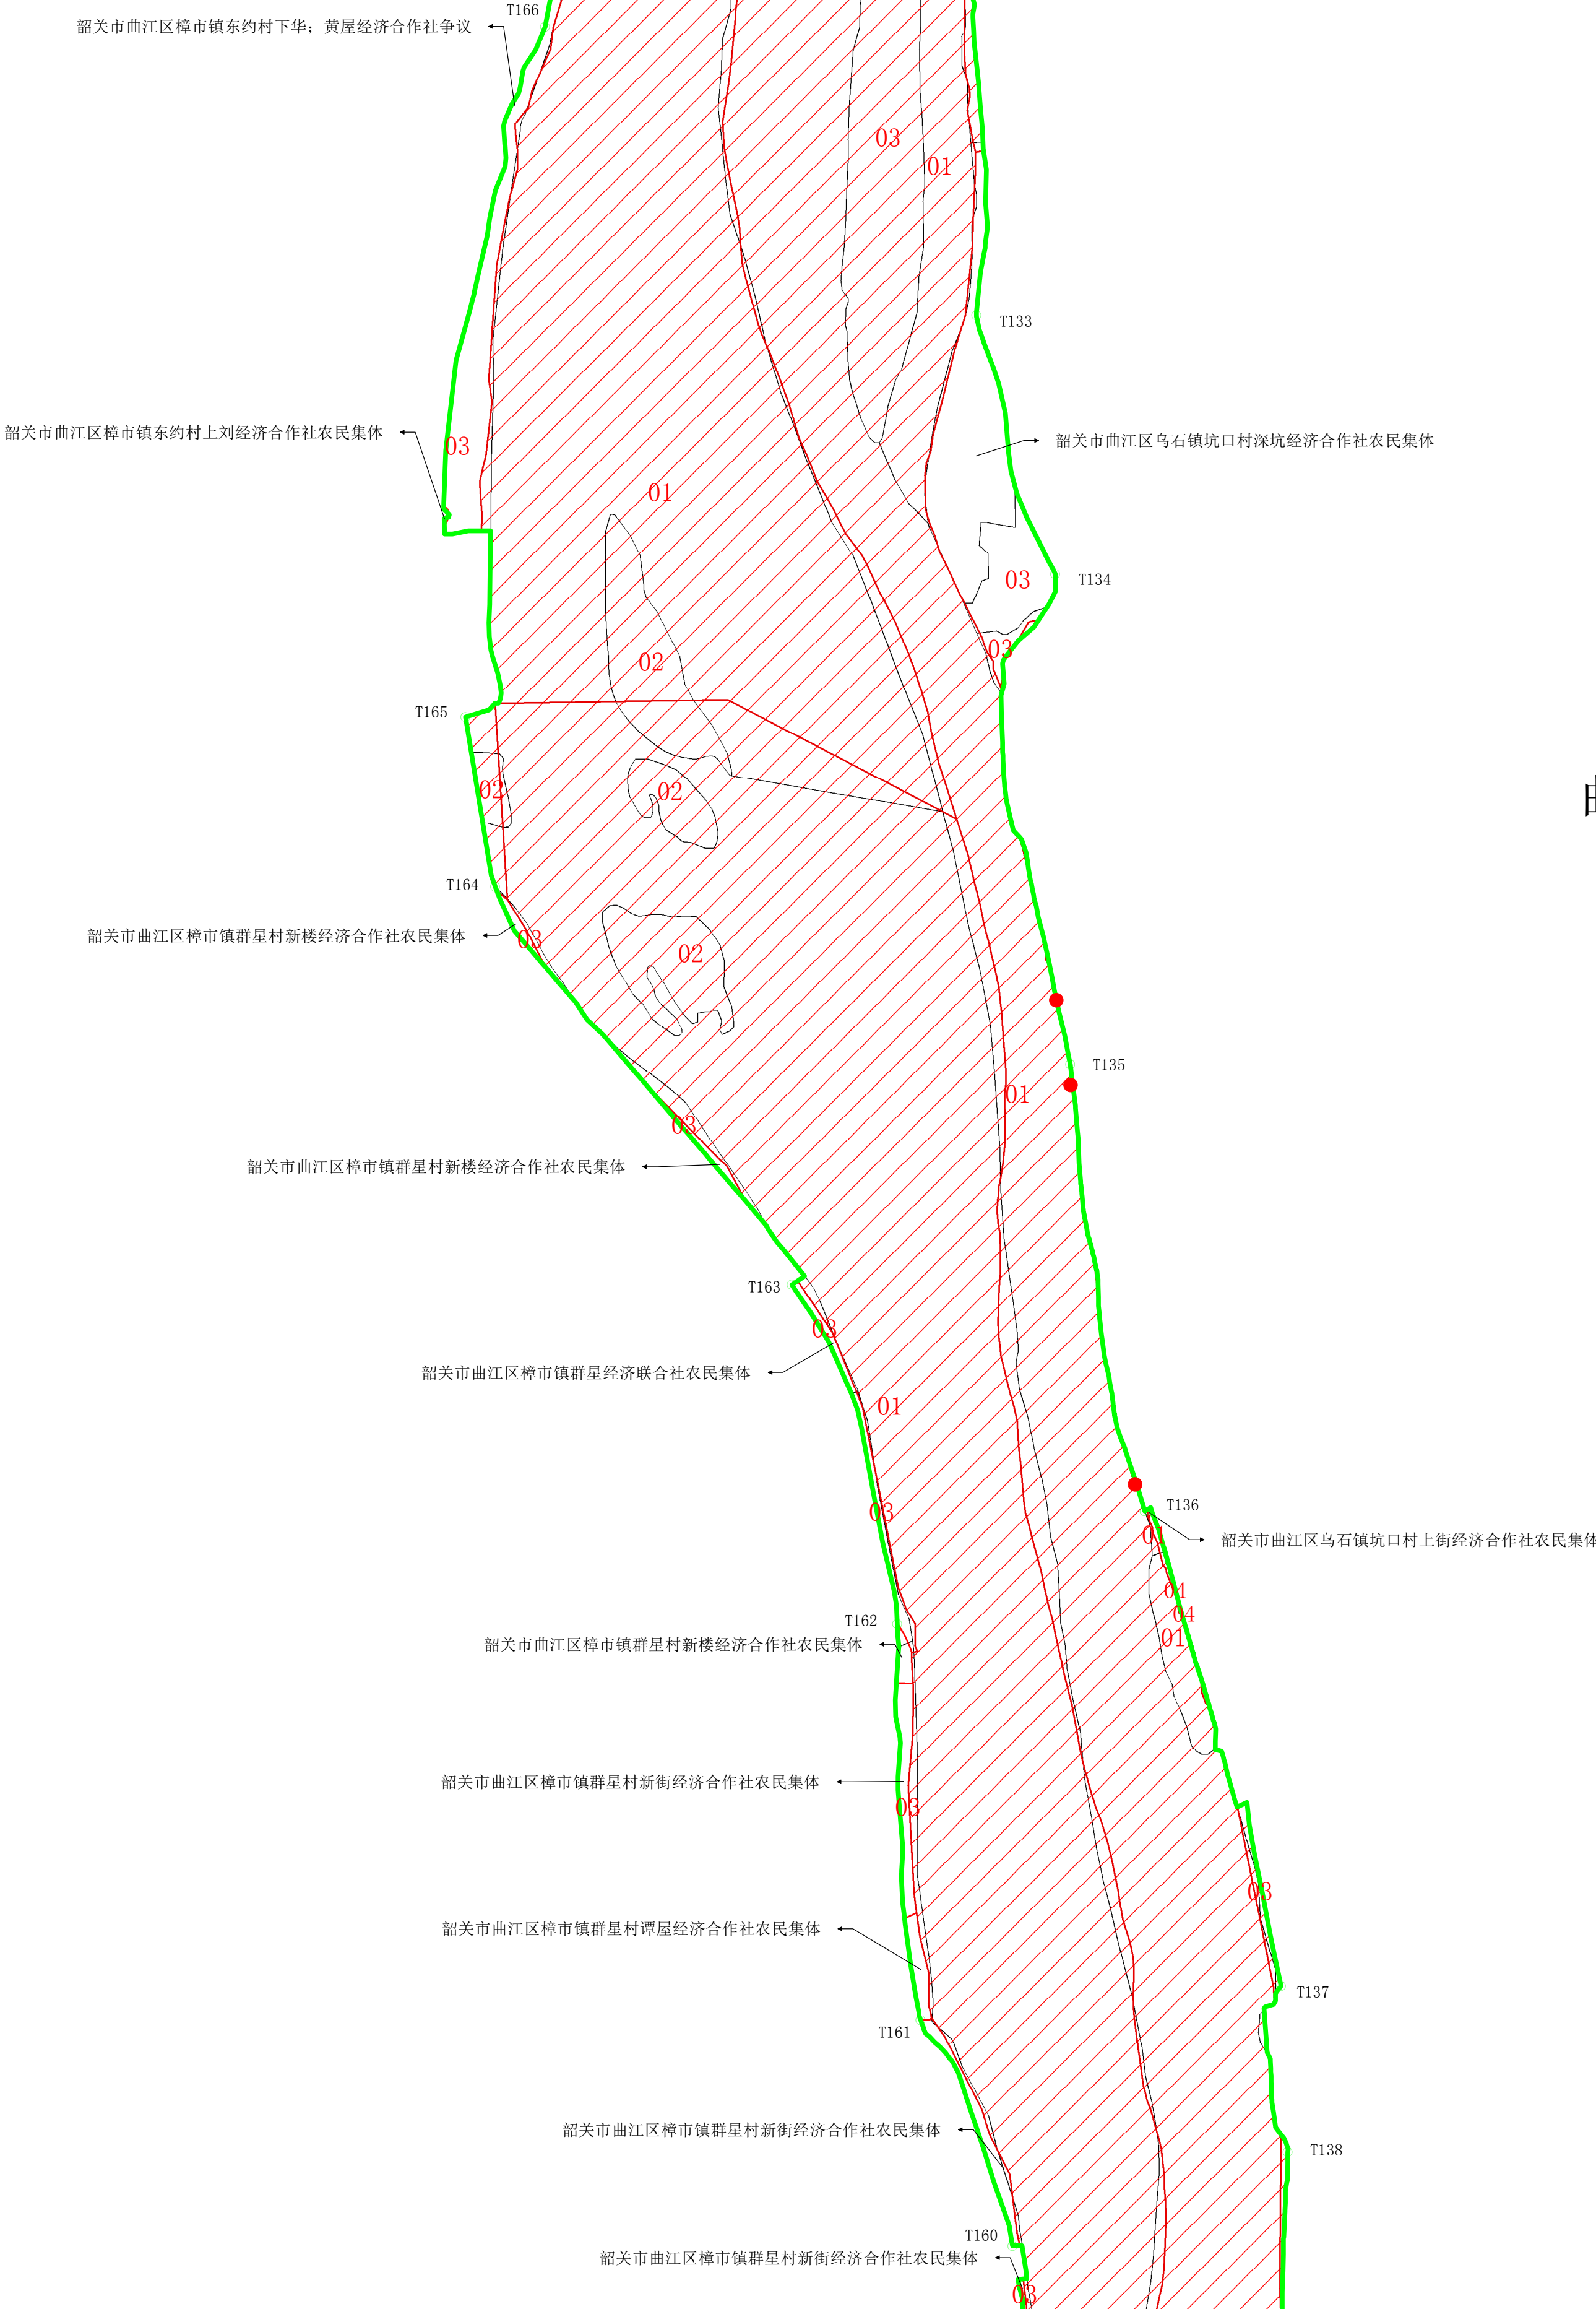 T166
韶关市曲江区樟市镇东约村下华；黄屋经济合作社争议
03
01
T133
韶关市曲江区樟市镇东约村上刘经济合作社农民集体
03
韶关市曲江区乌石镇坑口村深坑经济合作社农民集体
01
03
T134
03
02
T165
02
02
T164
韶关市曲江区樟市镇群星村新楼经济合作社农民集体
03
02
T135
01
03
韶关市曲江区樟市镇群星村新楼经济合作社农民集体
T163
03
韶关市曲江区樟市镇群星经济联合社农民集体
01
T136
03
01
韶关市曲江区乌石镇坑口村上街经济合作社农民集体
04
04
T162
01
韶关市曲江区樟市镇群星村新楼经济合作社农民集体
韶关市曲江区樟市镇群星村新街经济合作社农民集体
03
03
韶关市曲江区樟市镇群星村谭屋经济合作社农民集体
T137
T161
韶关市曲江区樟市镇群星村新街经济合作社农民集体
T138
T160
韶关市曲江区樟市镇群星村新街经济合作社农民集体
03